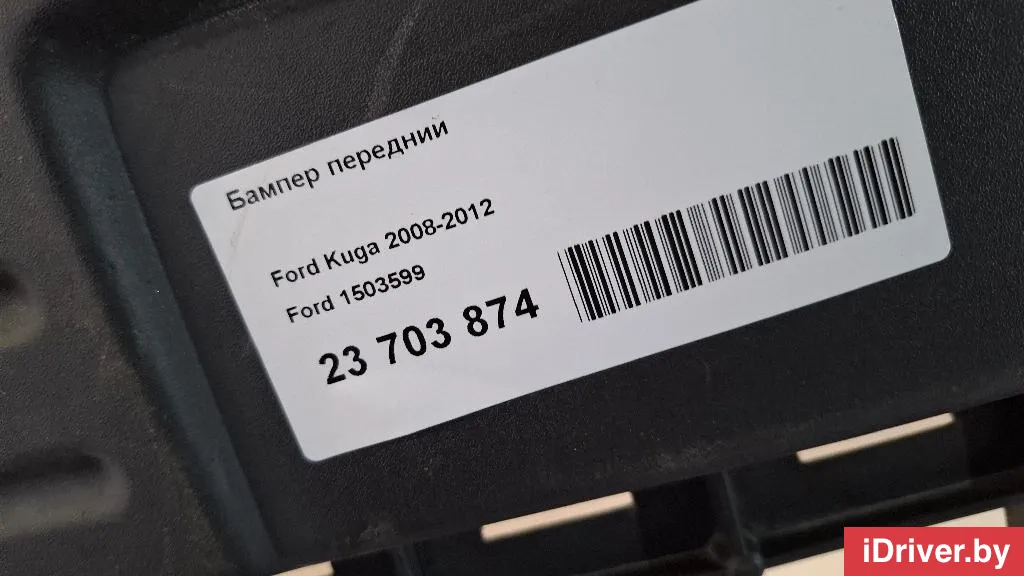 Бампер передний
Ford Kuga 2008-2012
Ford 1503599
23 703 874
iDriver.by